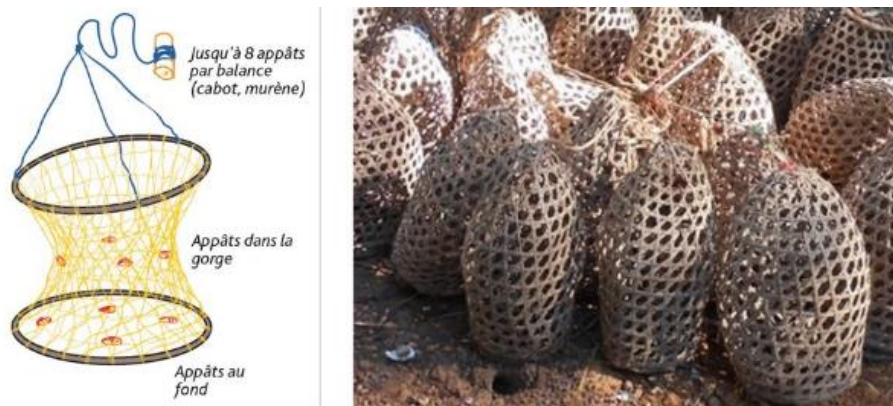 Jusqu'à 8 appâts
par balance
(cabot, murène)
Appâts dans la
gorge
Appâts au
fond